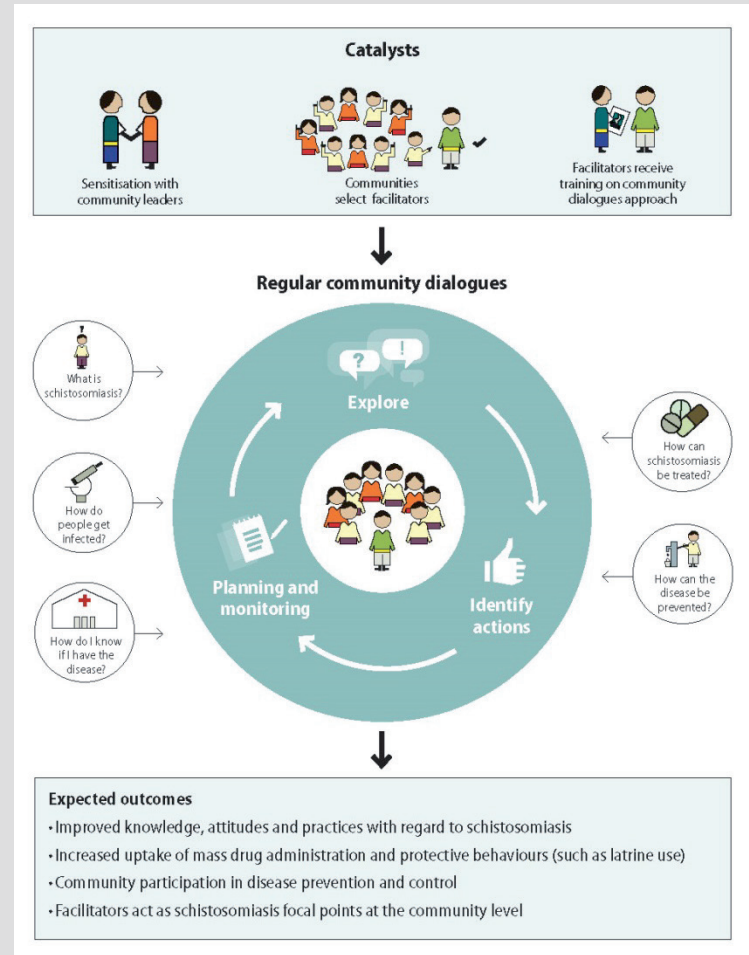 Catalysts
Sensitisation with
community leaders
Communities
select facilitators
Facilitators receive
training on community
dialogues approach
Regular community dialogues
?
What is
schistosomiasis?
How do
people get
infected?
How do I know
if I have the
disease?
? !
Explore
Identify
actions
Planning and
monitoring
How can
schistosomiasis
be treated?
How can the
disease be
prevented?
Expected outcomes
• Improved knowledge, attitudes and practices with regard to schistosomiasis
• Increased uptake of mass drug administration and protective behaviours (such as latrine use)
• Community participation in disease prevention and control
• Facilitators act as schistosomiasis focal points at the community level